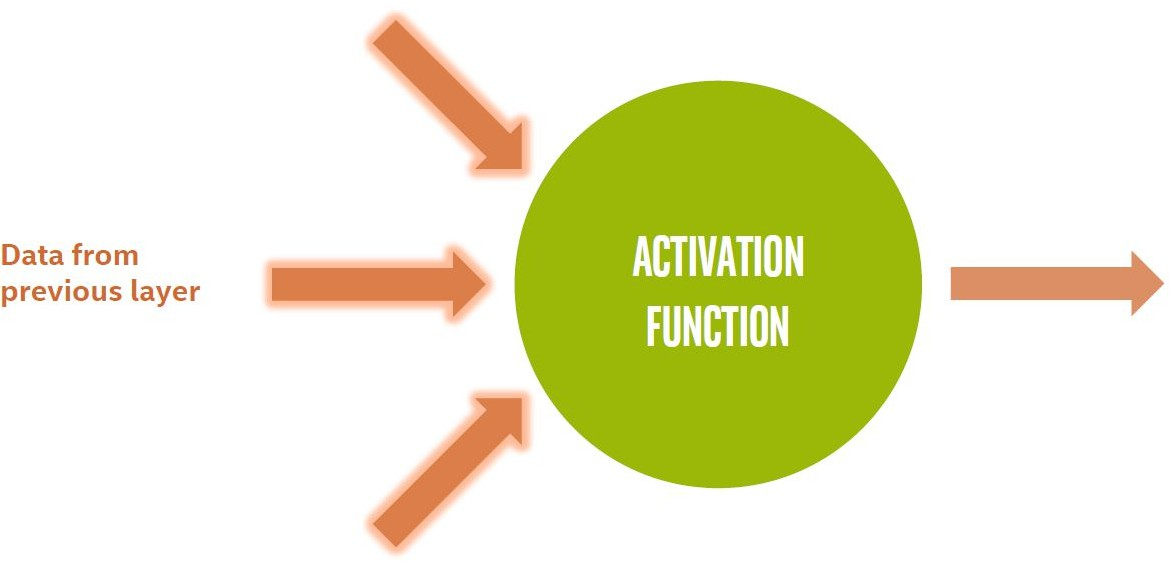 Data from
previous layer
ACTIVATION
FUNCTION